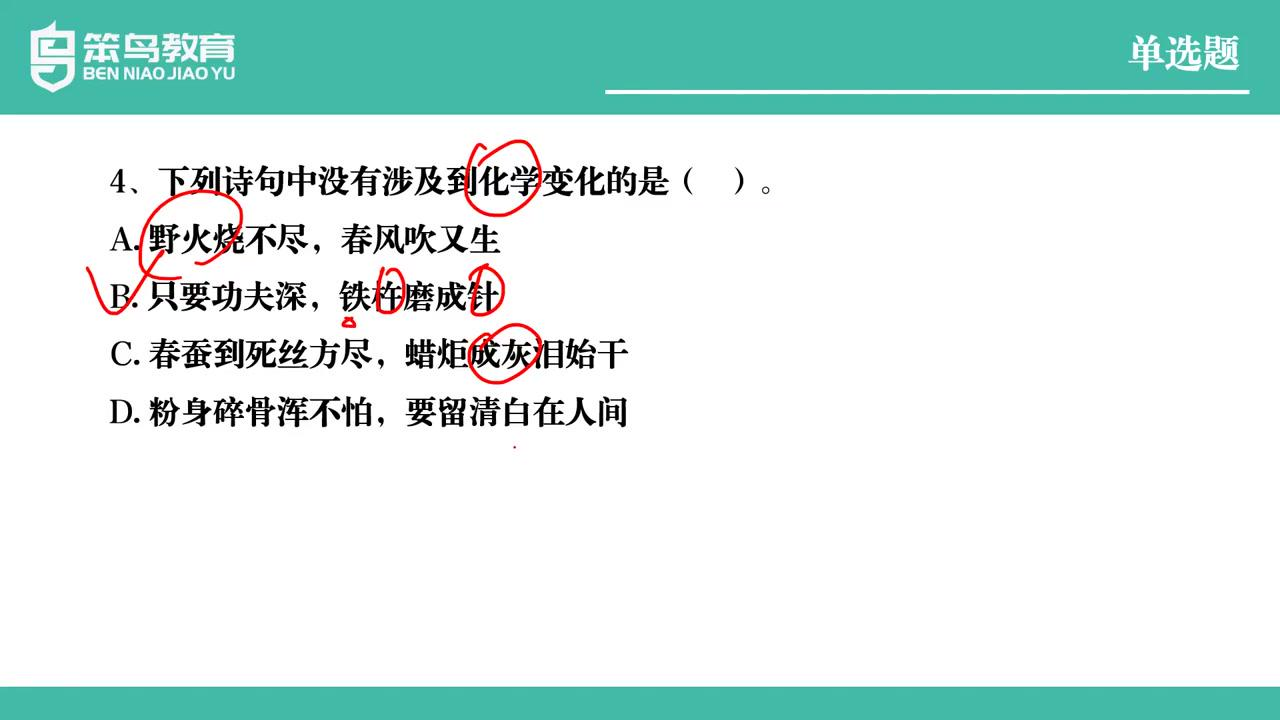 笨鸟教育
BEN NIAO JIAO YU
单选题
4、下列诗句中没有涉及到化学变化的是（ ）。
A. 野火烧不尽，春风吹又生
B. 只要功夫深，铁杵磨成针
C. 春蚕到死丝方尽，蜡炬成灰泪始干
D. 粉身碎骨浑不怕，要留清白在人间